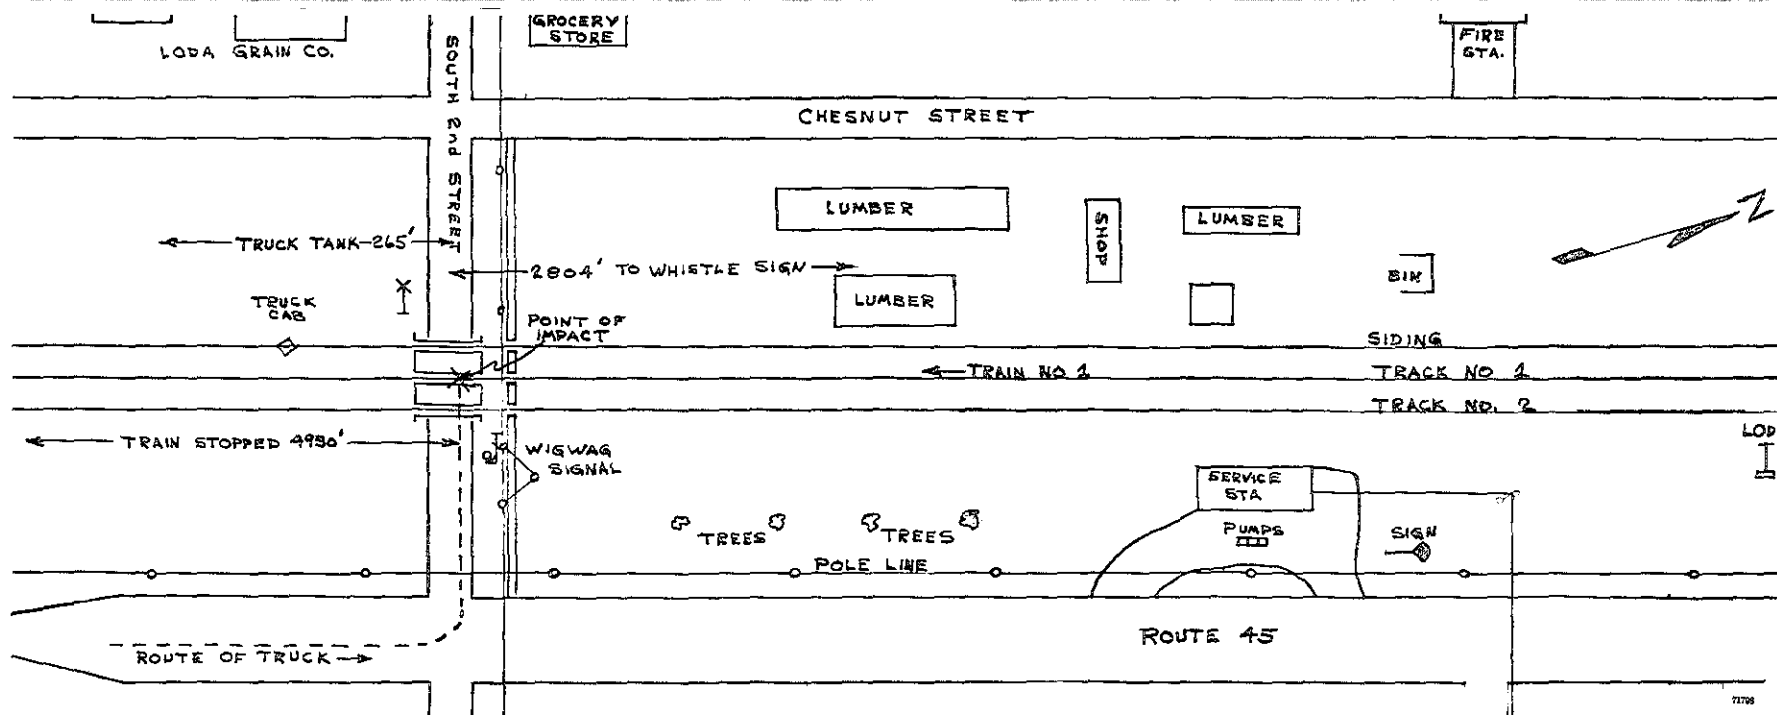 GROCERY
STORE
FIRE
STA.
LODA GRAIN CO.
SOUTH 2nd STREET
CHESNUT STREET
LUMBER
SHOP
LUMBER
N
TRUCK TANK-265'
2804' TO WHISTLE SIGN
BIN
TRUCK
CAB
LUMBER
POINT OF
IMPACT
SIDING
TRAIN NO 1
TRACK NO 1
TRACK NO. 2
TRAIN STOPPED 4950'
WIGWAG
SIGNAL
LOD
SERVICE
STA
PUMPS
SIGN
TREES
TREES
POLE LINE
ROUTE 45
ROUTE OF TRUCK